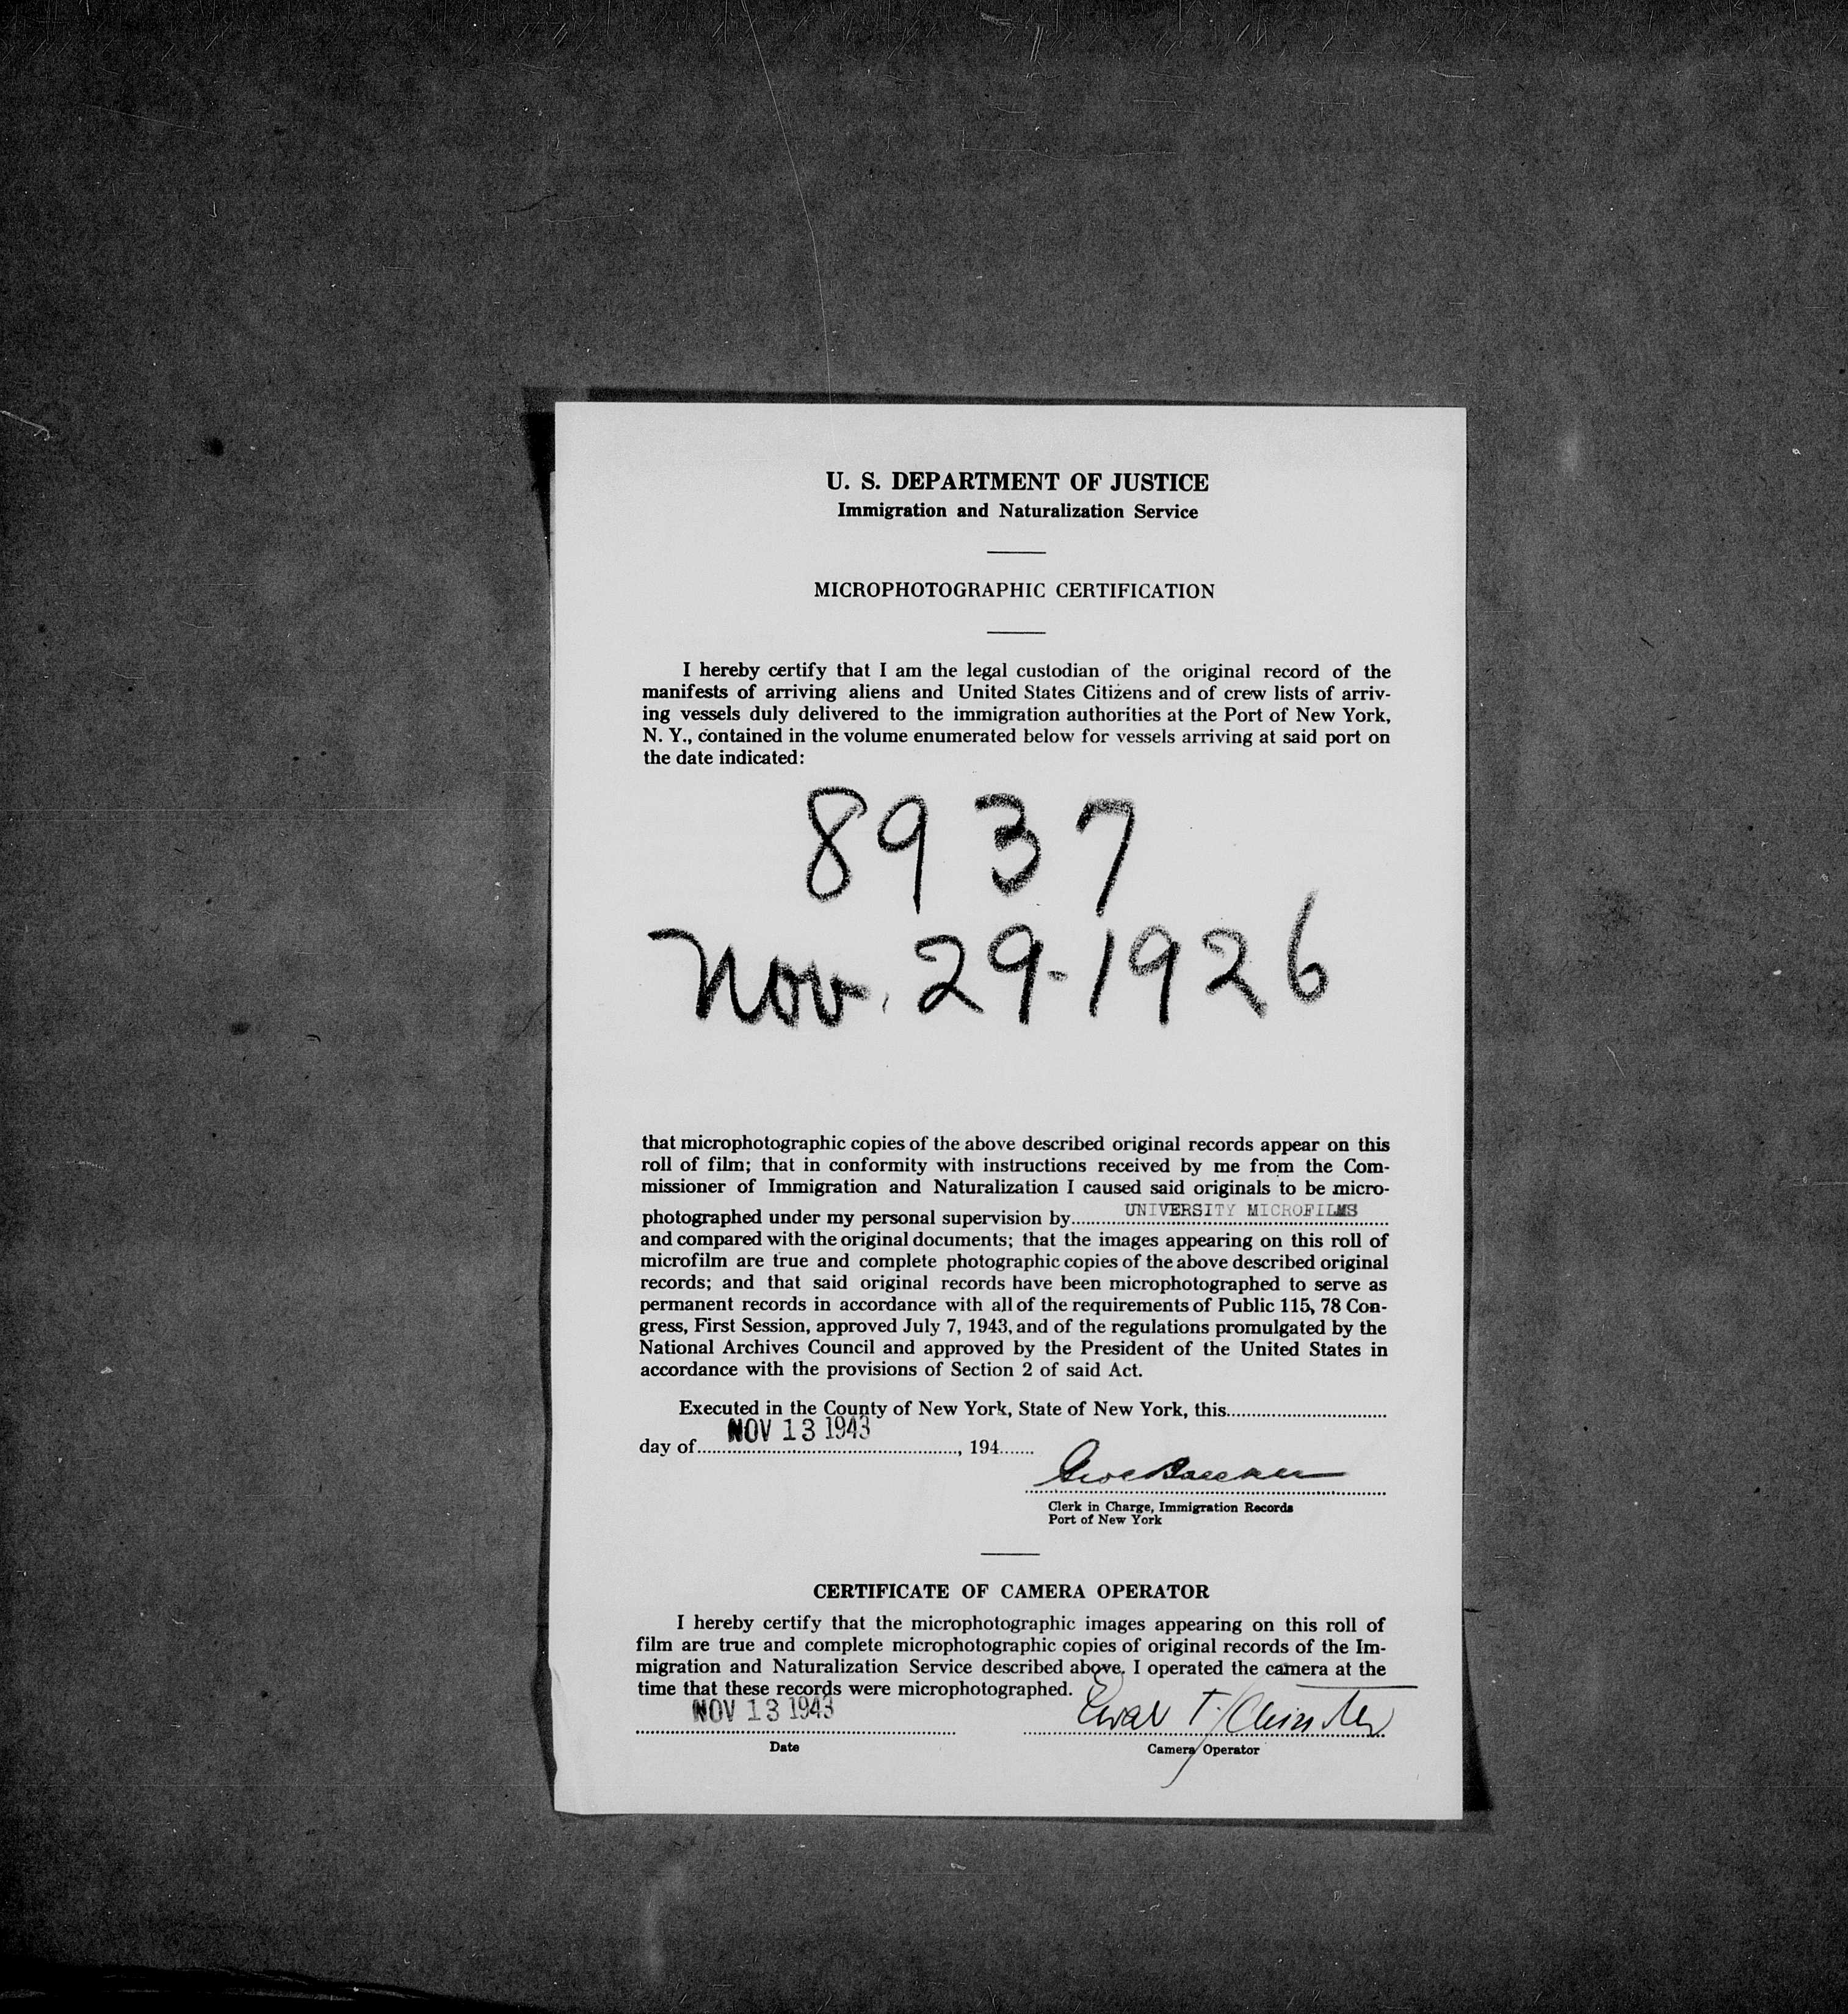 U. S. DEPARTMENT OF JUSTICE
Immigration and Naturalization Service
MICROPHOTOGRAPHIC CERTIFICATION
I hereby certify that I am the legal custodian of the original record of the
manifests of arriving aliens and United States Citizens and of crew lists of arriv-
ing vessels duly delivered to the immigration authorities at the Port of New York,
N. Y., contained in the volume enumerated below for vessels arriving at said port on
the date indicated:
8937
Nov. 29-1926
that microphotographic copies of the above described original records appear on this
roll of film; that in conformity with instructions received by me from the Com-
missioner of Immigration and Naturalization I caused said originals to be micro-
photographed under my personal supervision by UNIVERSITY MICROFILMS
and compared with the original documents; that the images appearing on this roll of
microfilm are true and complete photographic copies of the above described original
records; and that said original records have been microphotographed to serve as
permanent records in accordance with all of the requirements of Public 115, 78 Con-
gress, First Session, approved July 7, 1943, and of the regulations promulgated by the
National Archives Council and approved by the President of the United States in
accordance with the provisions of Section 2 of said Act.
Executed in the County of New York, State of New York, this
day of NOV 13 1943, 194
Clerk in Charge, Immigration Records
Port of New York
CERTIFICATE OF CAMERA OPERATOR
I hereby certify that the microphotographic images appearing on this roll of
film are true and complete microphotographic copies of original records of the Im-
migration and Naturalization Service described above. I operated the camera at the
time that these records were microphotographed.
NOV 13 1943
Date
Camera Operator